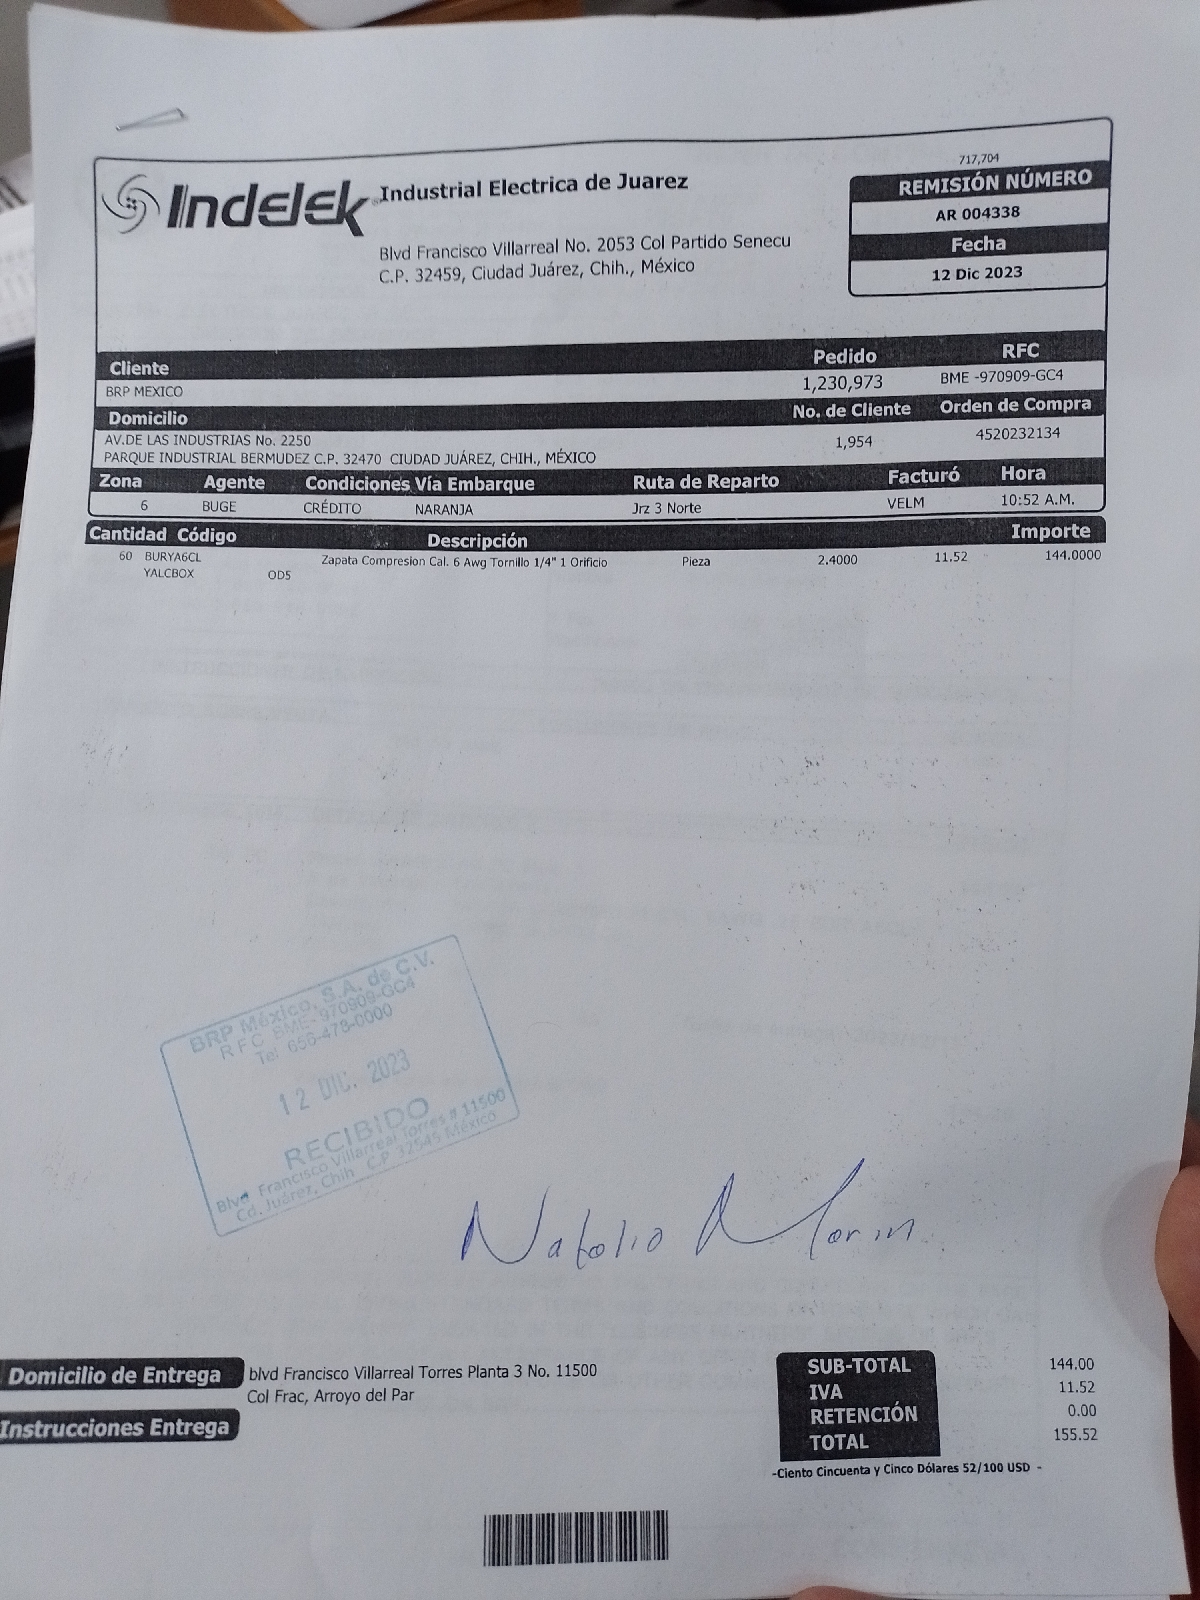 717,704
Indelek Industrial Electrica de Juarez
REMISIÓN NÚMERO
AR 004338
Blvd Francisco Villarreal No. 2053 Col Partido Senecu
C.P. 32459, Ciudad Juárez, Chih., México
Fecha
12 Dic 2023
Cliente Pedido RFC
BRP MEXICO 1,230,973 BME -970909-GC4
Domicilio No. de Cliente Orden de Compra
AV.DE LAS INDUSTRIAS No. 2250 1,954 4520232134
PARQUE INDUSTRIAL BERMUDEZ C.P. 32470 CIUDAD JUÁREZ, CHIH., MÉXICO
Zona Agente Condiciones Vía Embarque Ruta de Reparto Facturó Hora
6 BUGE CRÉDITO NARANJA Jrz 3 Norte VELM 10:52 A.M.
Cantidad Código Descripción Importe
60 BURYA6CL Zapata Compresion Cal. 6 Awg Tornillo 1/4" 1 Orificio Pieza 2.4000 11.52 144.0000
YALCBOX OD5
BRP México, S.A. de C.V.
RFC BME-970909-GC4
Tel 656-478-0000
12 DIC. 2023
RECIBIDO
Blvd. Francisco Villarreal Torres # 11500
Cd. Juárez, Chih C.P 32545 México
Natalio Morin
Domicilio de Entrega blvd Francisco Villarreal Torres Planta 3 No. 11500
Col Frac, Arroyo del Par
Instrucciones Entrega
SUB-TOTAL 144.00
IVA 11.52
RETENCIÓN 0.00
TOTAL 155.52
-Ciento Cincuenta y Cinco Dólares 52/100 USD -